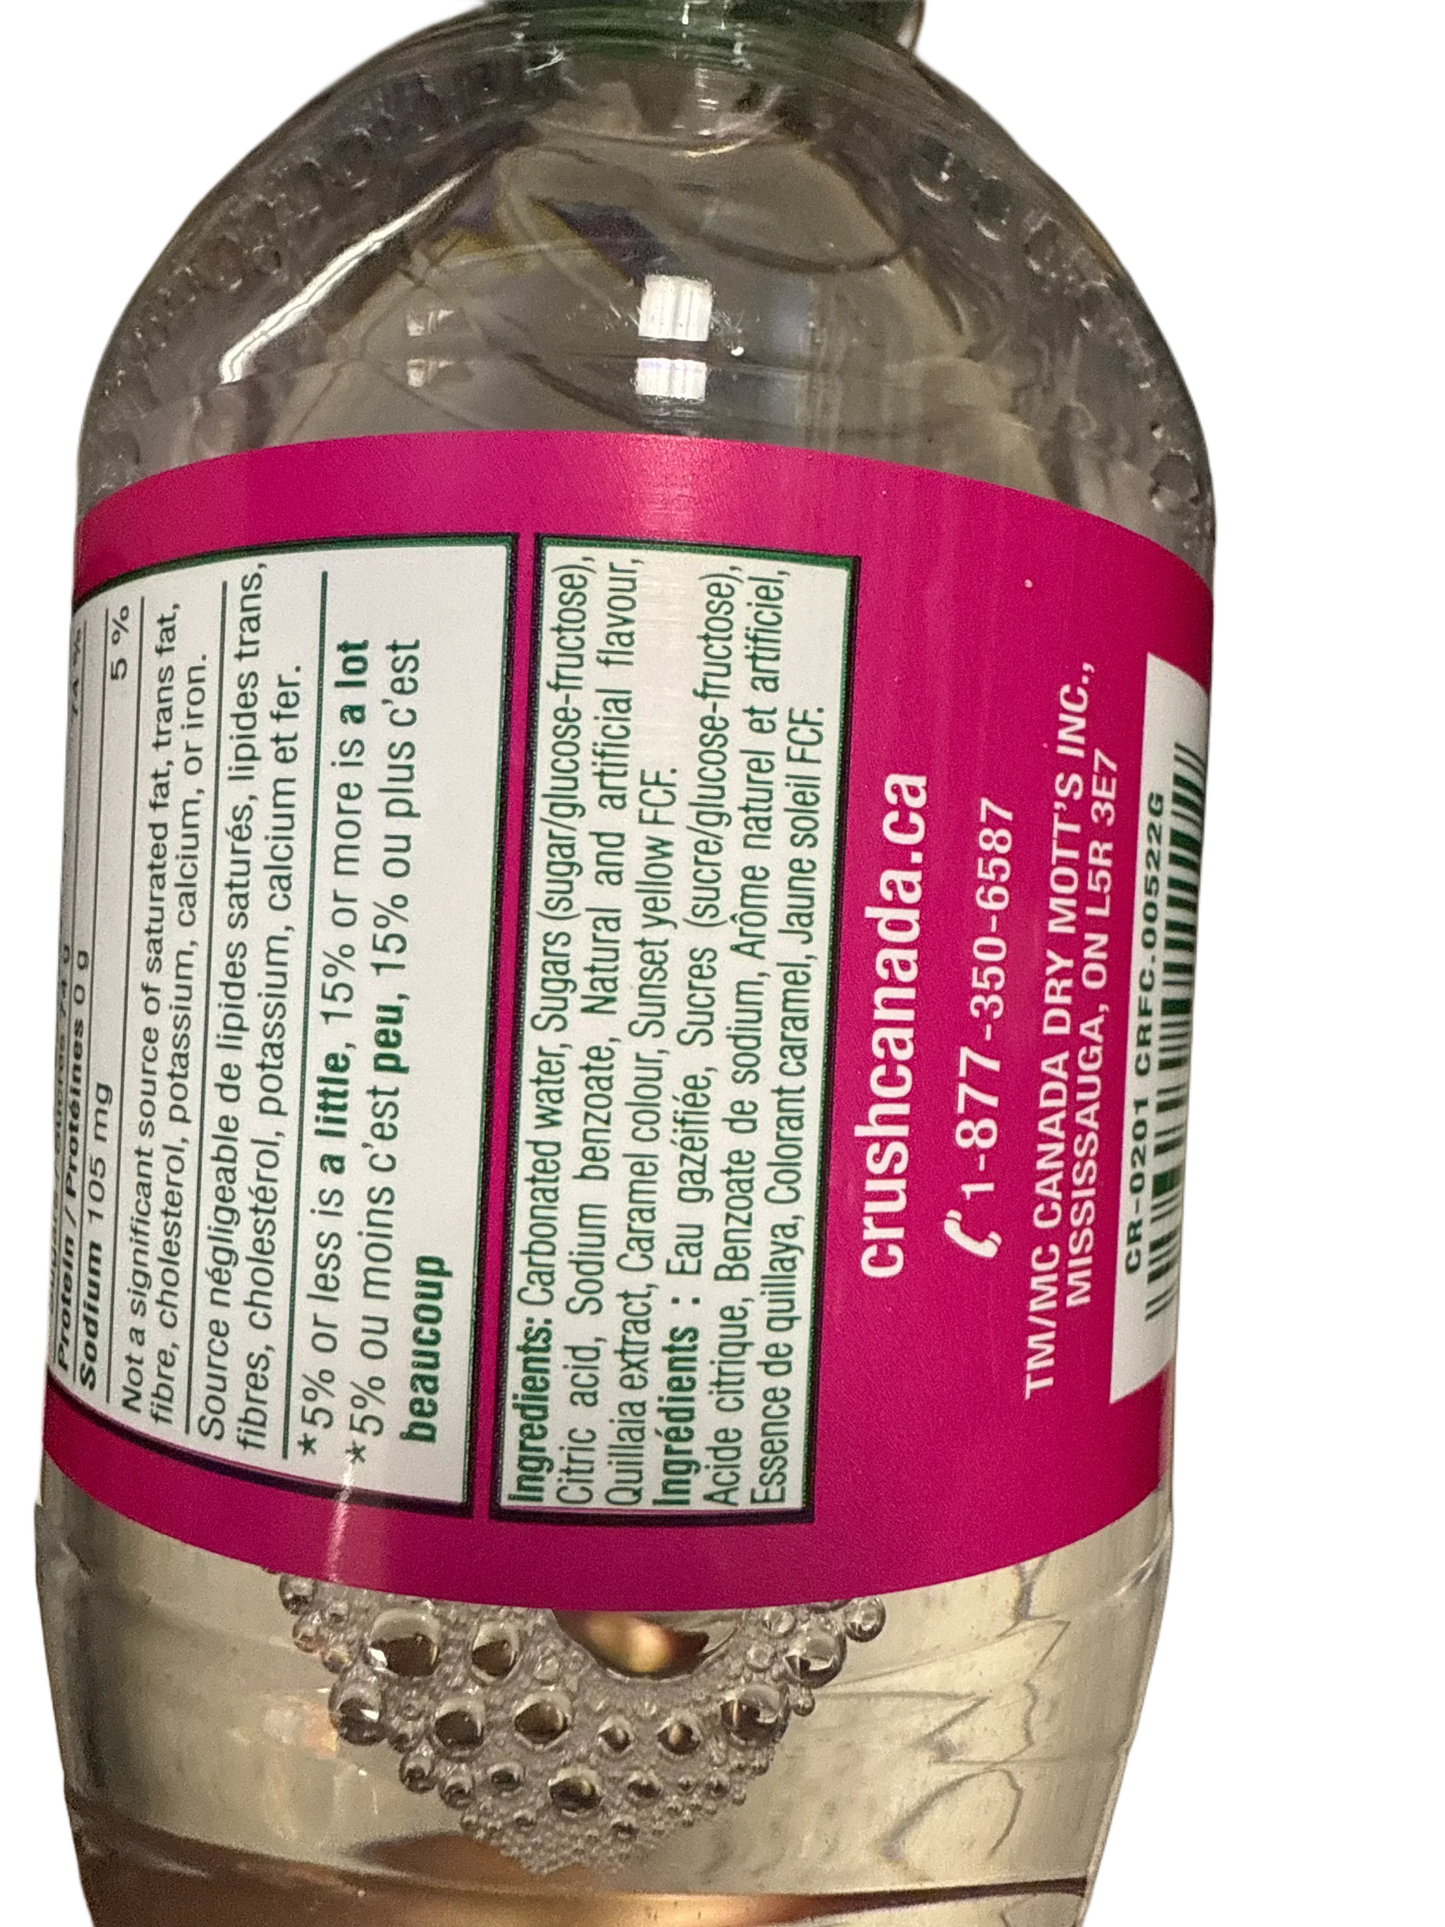 74 %
Protein / Protéines 0 g
Sodium 105 mg 5 %
Not a significant source of saturated fat, trans fat,
fibre, cholesterol, potassium, calcium, or iron.
Source négligeable de lipides saturés, lipides trans,
fibres, cholestérol, potassium, calcium et fer.
*5% or less is a little, 15% or more is a lot
*5% ou moins c'est peu, 15% ou plus c'est
beaucoup
Ingredients: Carbonated water, Sugars (sugar/glucose-fructose),
Citric acid, Sodium benzoate, Natural and artificial flavour,
Quillaia extract, Caramel colour, Sunset yellow FCF.
Ingrédients : Eau gazéifiée, Sucres (sucre/glucose-fructose),
Acide citrique, Benzoate de sodium, Arôme naturel et artificiel,
Essence de quillaya, Colorant caramel, Jaune soleil FCF.
crushcanada.ca
1-877-350-6587
TM/MC CANADA DRY MOTT'S INC.,
MISSISSAUGA, ON L5R 3E7
CR-0201 CRFC.00522G